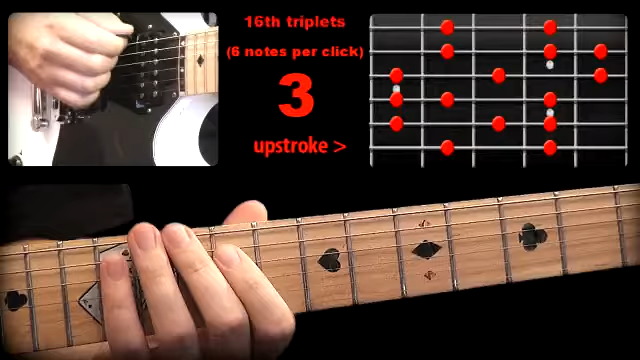 16th triplets
(6 notes per click)
3
upstroke >